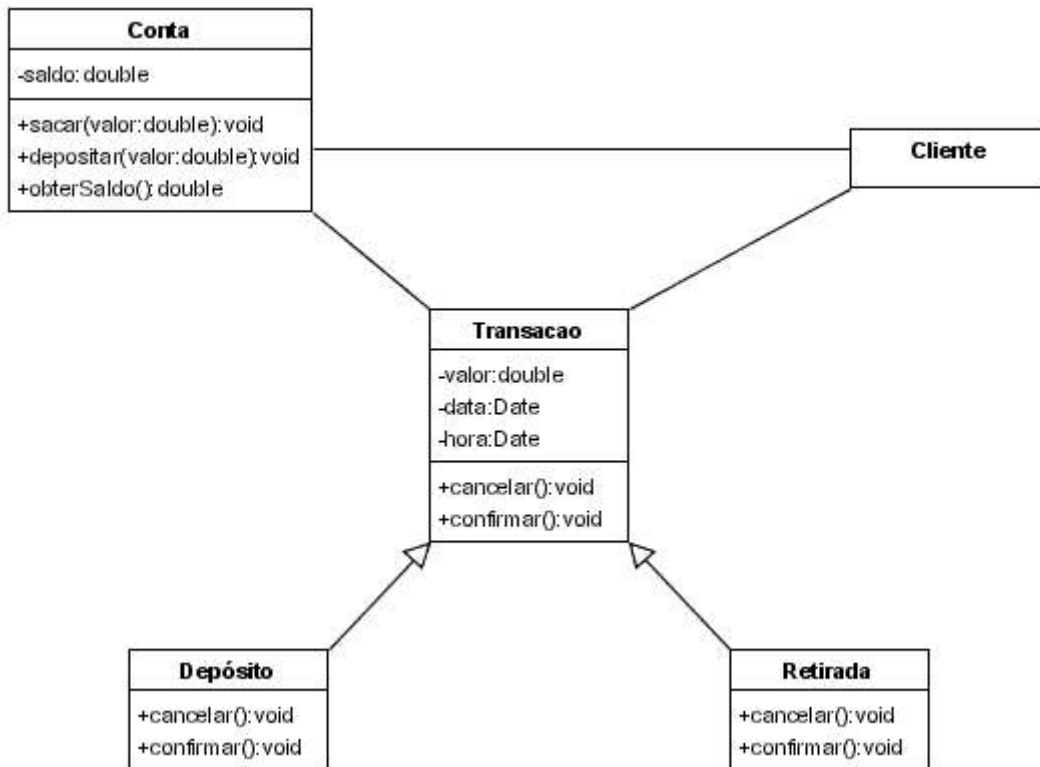 Conta
-saldo: double
+sacar(valor:double):void
+depositar(valor:double):void
+obterSaldo():double
Cliente
Transacao
-valor:double
-data:Date
-hora:Date
+cancelar():void
+confirmar():void
Depósito
+cancelar():void
+confirmar():void
Retirada
+cancelar():void
+confirmar():void